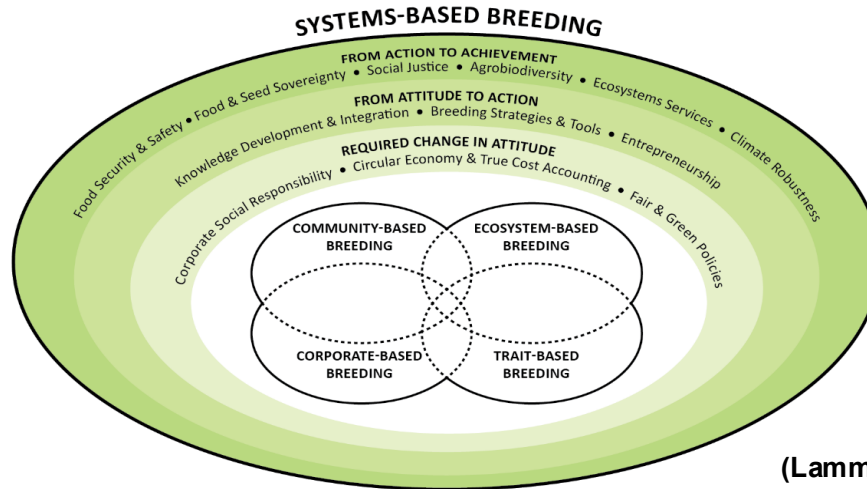 SYSTEMS-BASED BREEDING
FROM ACTION TO ACHIEVEMENT
Food Security & Safety • Food & Seed Sovereignty • Social Justice • Agrobiodiversity • Ecosystems Services • Climate Robustness
FROM ATTITUDE TO ACTION
Knowledge Development & Integration • Breeding Strategies & Tools • Entrepreneurship
REQUIRED CHANGE IN ATTITUDE
Corporate Social Responsibility • Circular Economy & True Cost Accounting • Fair & Green Policies
COMMUNITY-BASED
BREEDING
ECOSYSTEM-BASED
BREEDING
CORPORATE-BASED
BREEDING
TRAIT-BASED
BREEDING